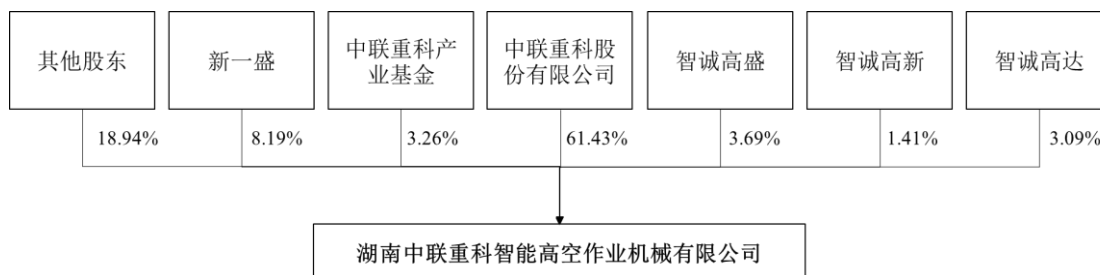 其他股东
新一盛
中联重科产
业基金
中联重科股
份有限公司
智诚高盛
智诚高新
智诚高达
18.94%
8.19%
3.26%
61.43%
3.69%
1.41%
3.09%
湖南中联重科智能高空作业机械有限公司